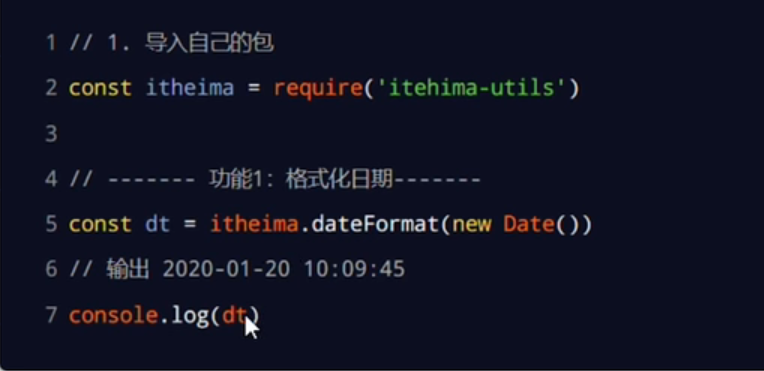 1 // 1. 导入自己的包
2 const itheima = require('itehima-utils')
3
4 // ------- 功能1：格式化日期-------
5 const dt = itheima.dateFormat(new Date())
6 // 输出 2020-01-20 10:09:45
7 console.log(dt)